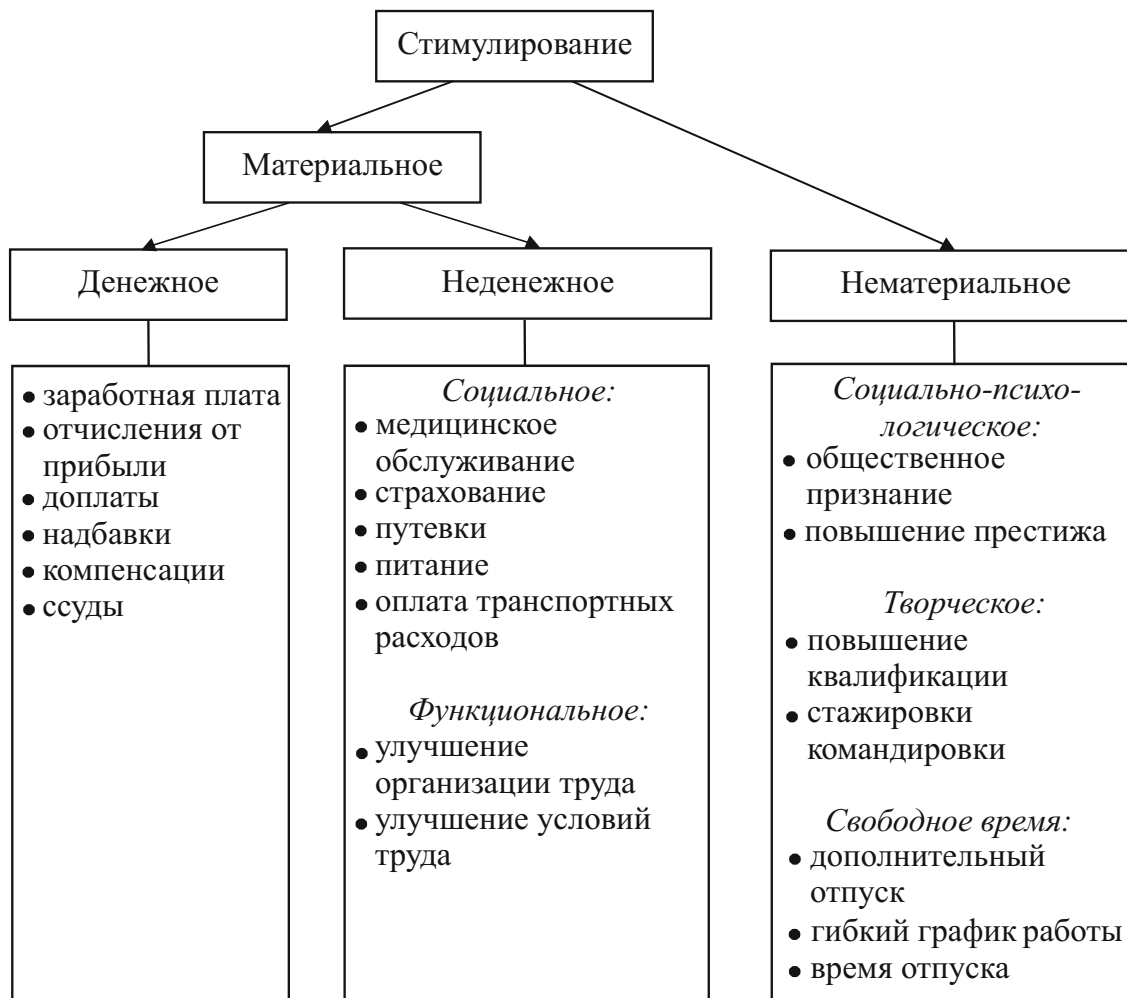 Стимулирование
Материальное
Денежное
Неденежное
Нематериальное
• заработная плата
• отчисления от
прибыли
• доплаты
• надбавки
• компенсации
• ссуды
Социальное:
• медицинское
обслуживание
• страхование
• путевки
• питание
• оплата транспортных
расходов
Функциональное:
• улучшение
организации труда
• улучшение условий
труда
Социально-психо-
логическое:
• общественное
признание
• повышение престижа
Творческое:
• повышение
квалификации
• стажировки
командировки
Свободное время:
• дополнительный
отпуск
• гибкий график работы
• время отпуска